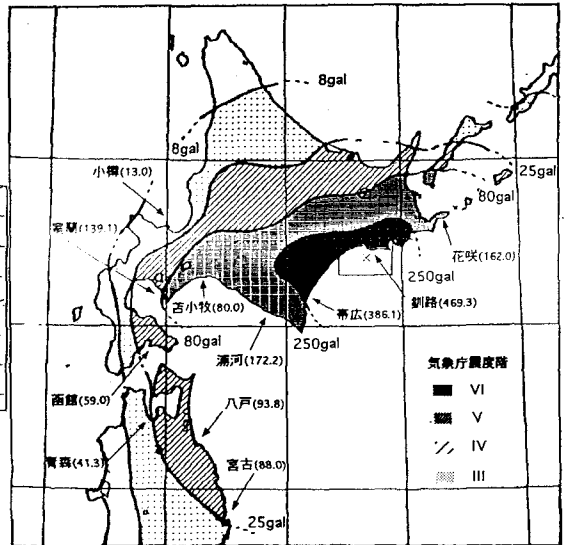 8gal
8gal
小樽(13.0)
25gal
80gal
室蘭
(139.1)
花咲(162.0)
250gal
苫小牧(80.0)
帯広(386.1)
釧路(469.3)
80gal
浦河(172.2)
250gal
気象庁震度階
VI
函館(59.0)
八戸(93.8)
V
IV
青森(41.3)
宮古(88.0)
III
25gal